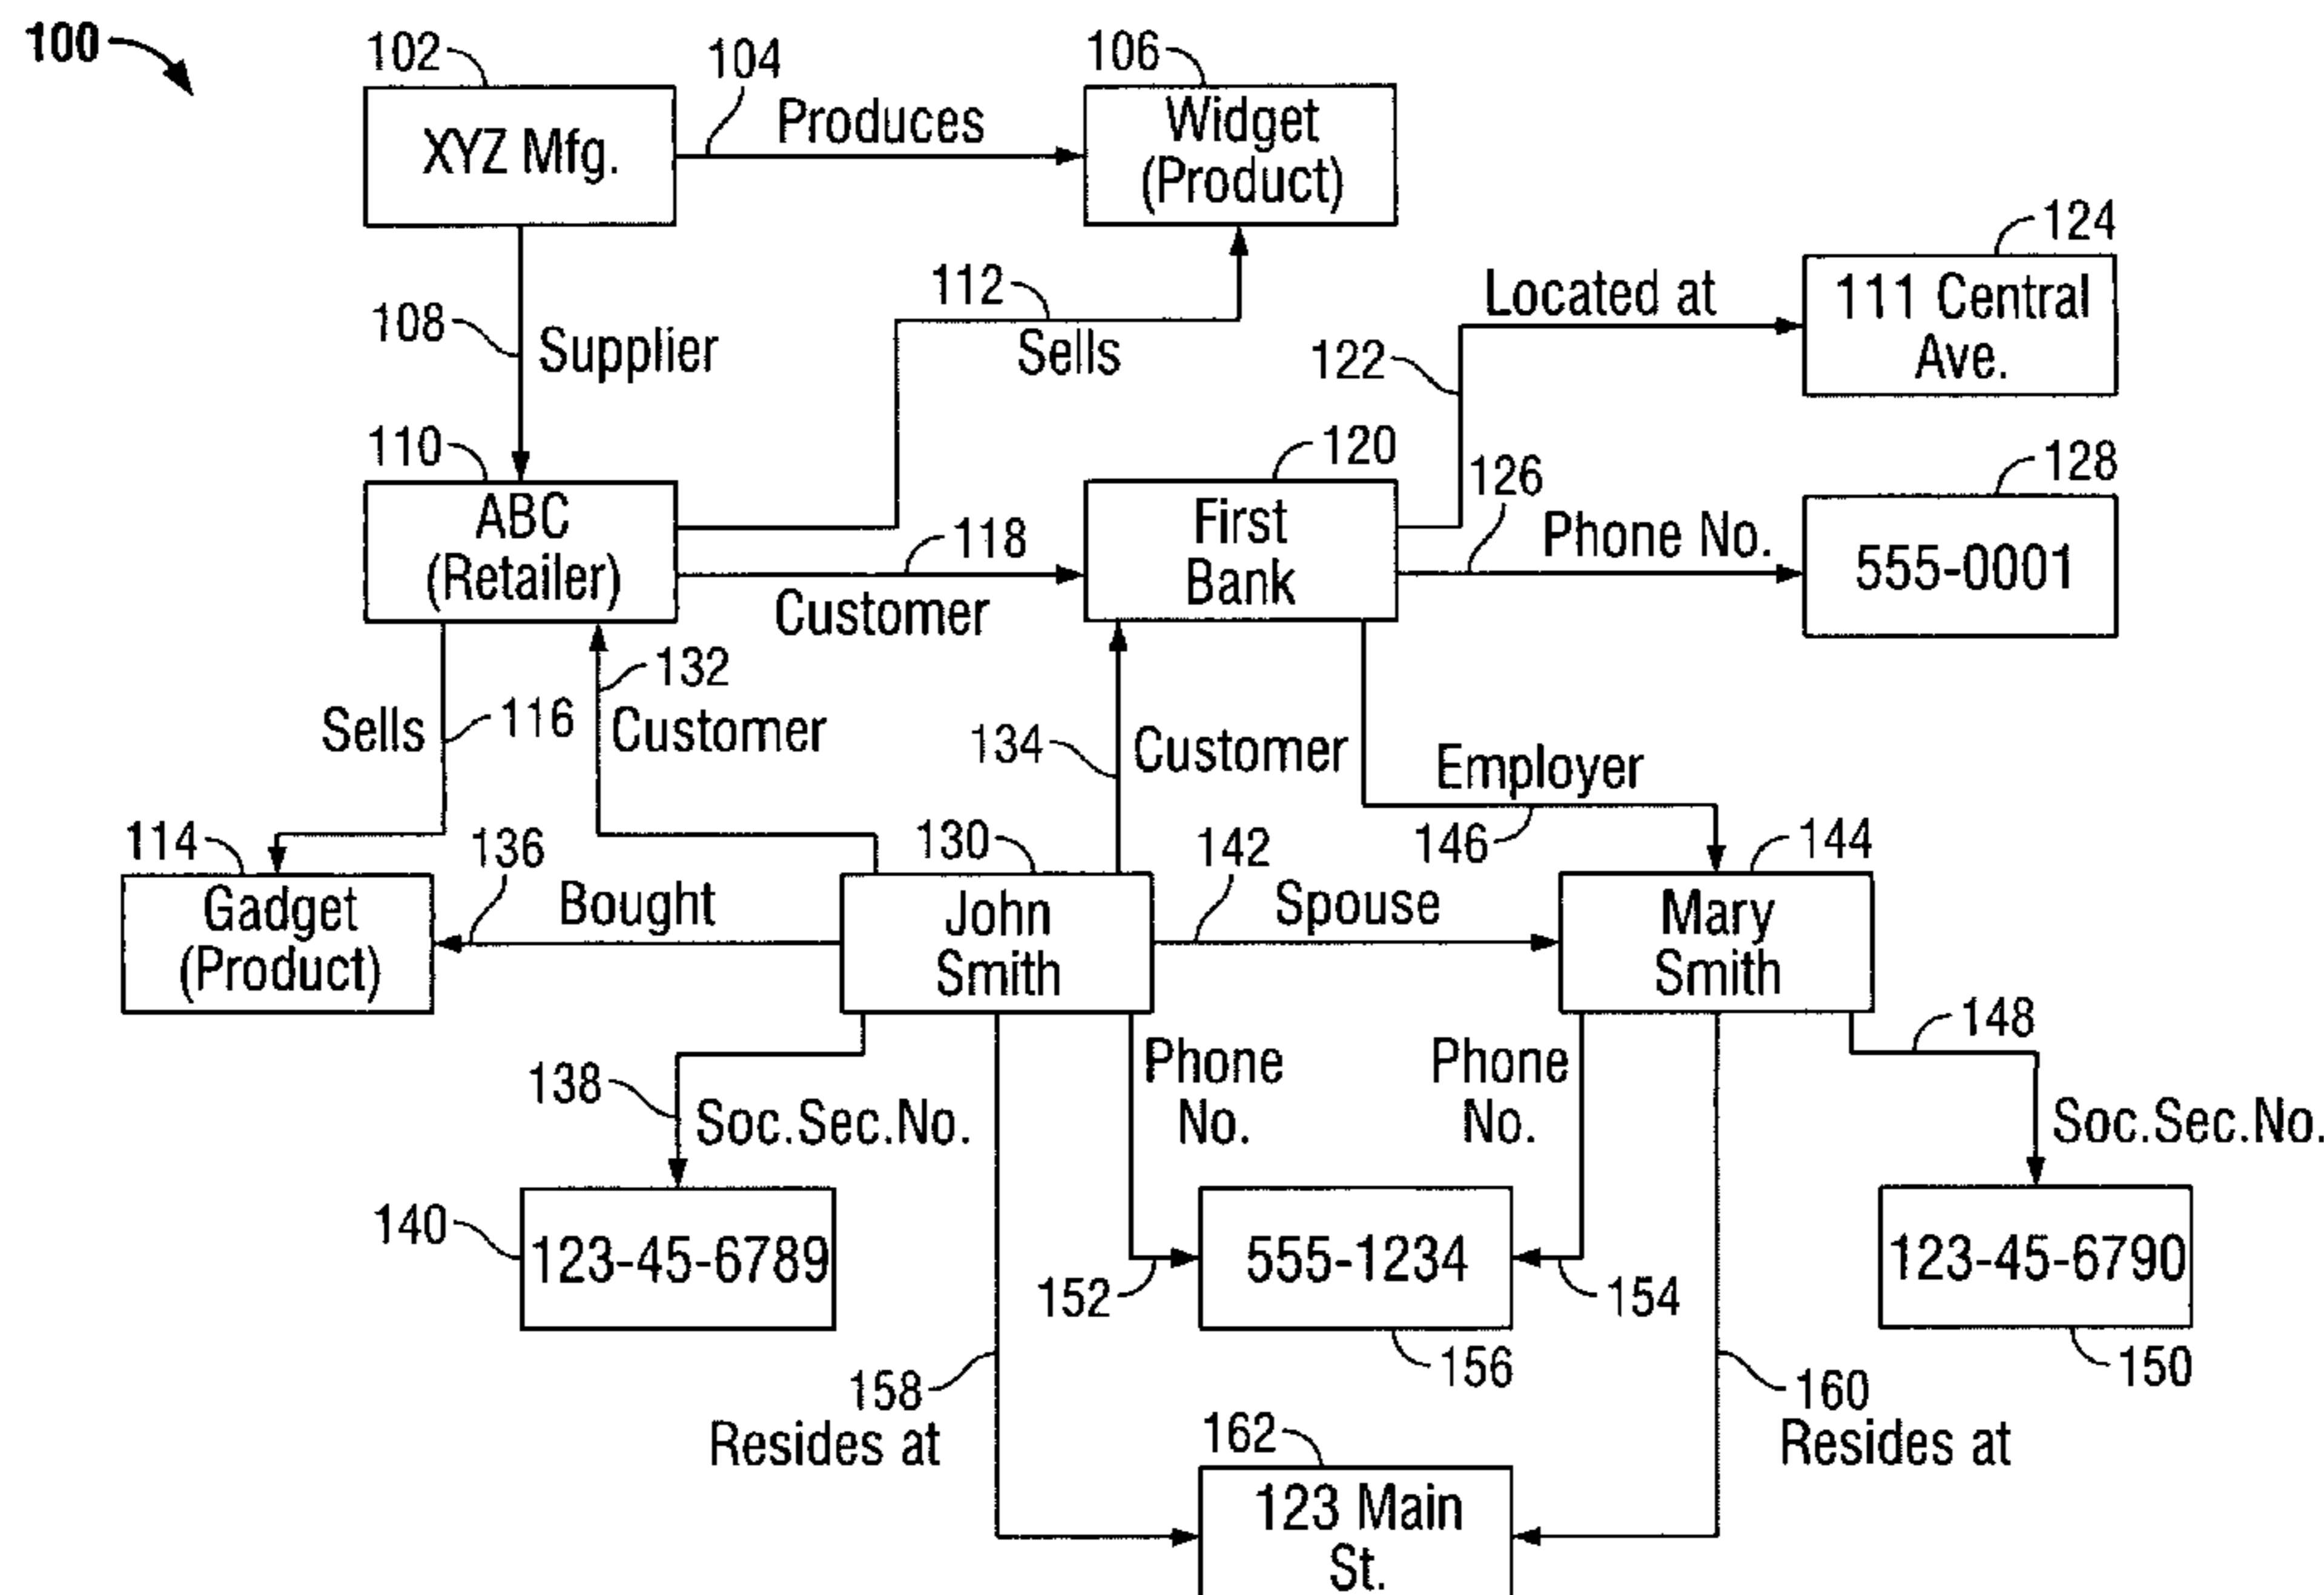 100
102
104
106
XYZ Mfg.
Produces
Widget
(Product)
108
Supplier
112
Sells
Located at
122
124
111 Central
Ave.
110
ABC
(Retailer)
118
Customer
120
First
Bank
126
Phone No.
128
555-0001
Sells
116
132
Customer
134
Customer
Employer
146
114
Gadget
(Product)
136
Bought
130
John
Smith
142
Spouse
144
Mary
Smith
138
Soc.Sec.No.
Phone
No.
Phone
No.
148
Soc.Sec.No.
140
123-45-6789
152
555-1234
154
156
123-45-6790
150
158
Resides at
160
Resides at
162
123 Main
St.